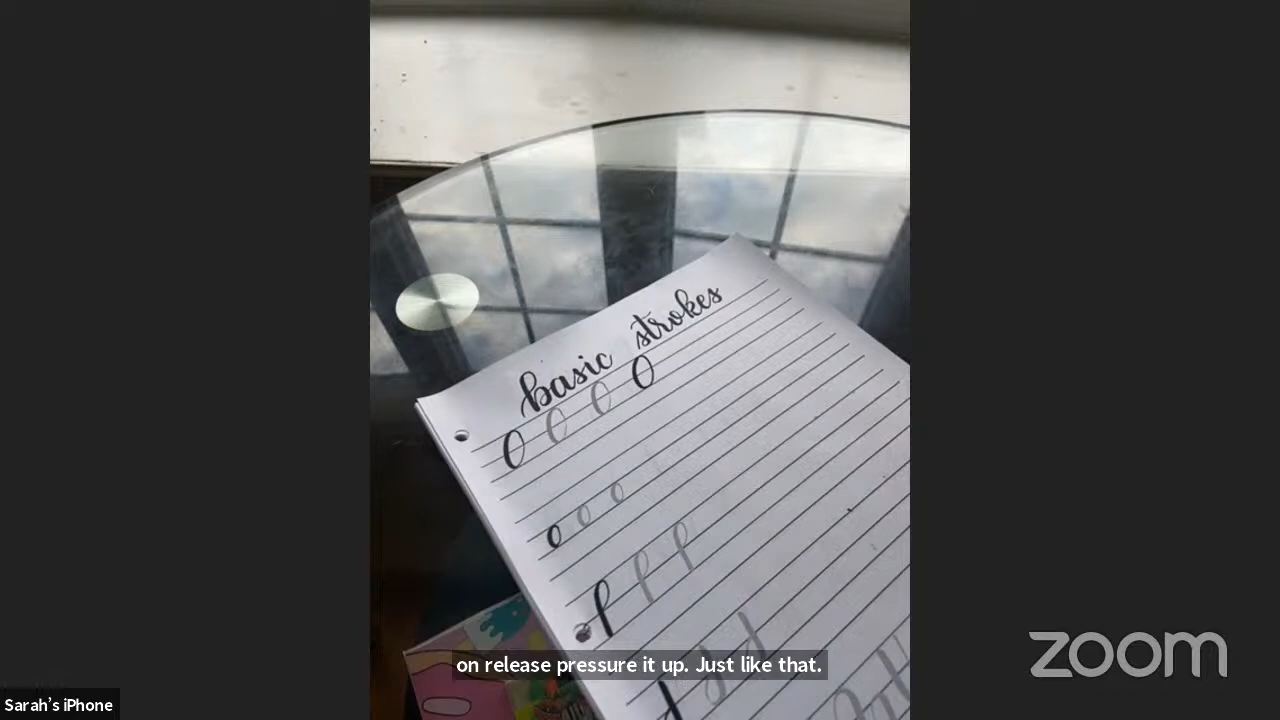 basic strokes
O O O O
o o o
on release pressure it up. Just like that.
zoom
Sarah's iPhone